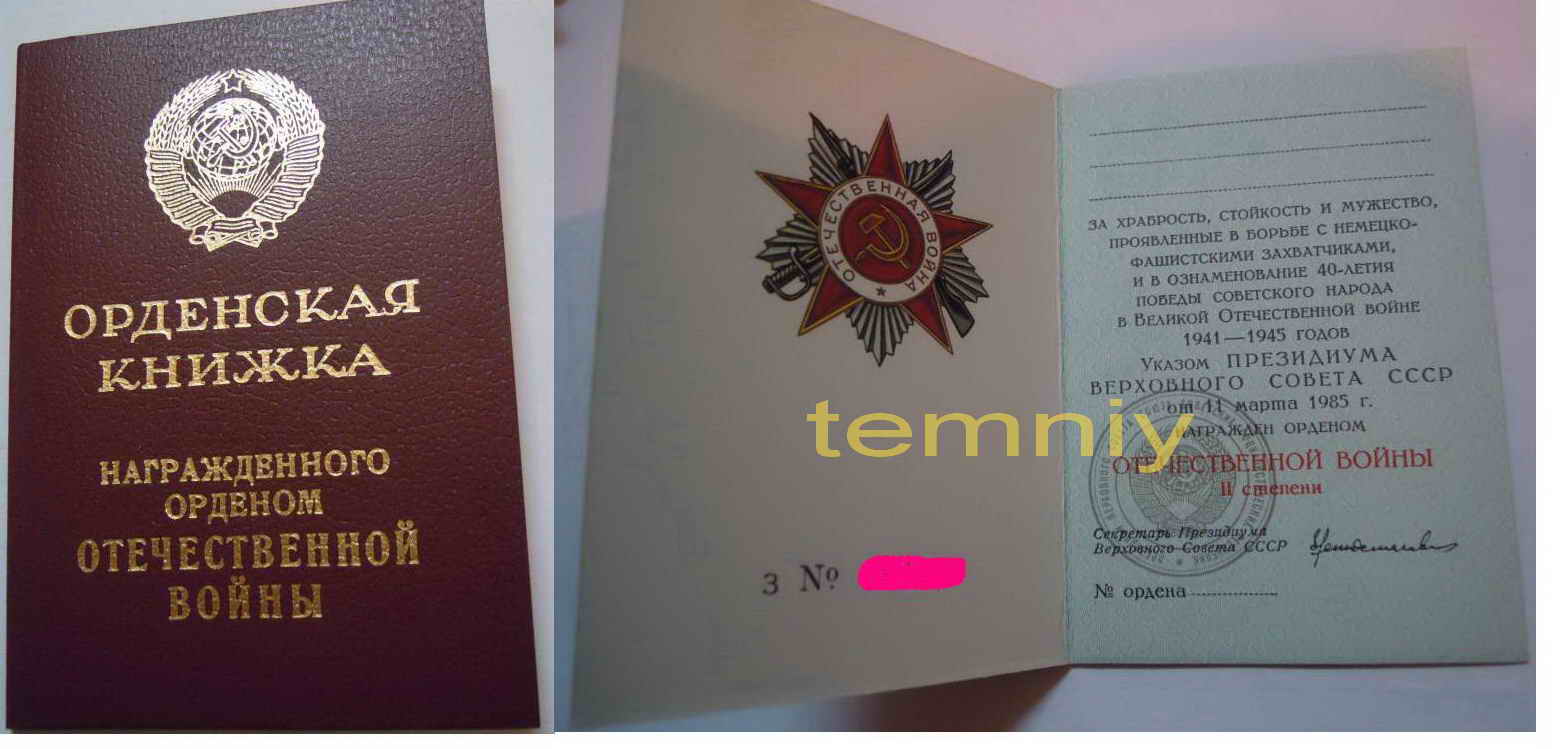 ОРДЕНСКАЯ
КНИЖКА
НАГРАЖДЕННОГО
ОРДЕНОМ
ОТЕЧЕСТВЕННОЙ
ВОЙНЫ
ОТЕЧЕСТВЕННАЯ ВОЙНА
temniy
З №
ЗА ХРАБРОСТЬ, СТОЙКОСТЬ И МУЖЕСТВО,
ПРОЯВЛЕННЫЕ В БОРЬБЕ С НЕМЕЦКО-
ФАШИСТСКИМИ ЗАХВАТЧИКАМИ,
И В ОЗНАМЕНОВАНИЕ 40-ЛЕТИЯ
ПОБЕДЫ СОВЕТСКОГО НАРОДА
В ВЕЛИКОЙ ОТЕЧЕСТВЕННОЙ ВОЙНЕ
1941—1945 ГОДОВ
УКАЗОМ ПРЕЗИДИУМА
ВЕРХОВНОГО СОВЕТА СССР
от 11 марта 1985 г.
НАГРАЖДЕН ОРДЕНОМ
ОТЕЧЕСТВЕННОЙ ВОЙНЫ
II степени
Секретарь Президиума
Верховного Совета СССР
№ ордена